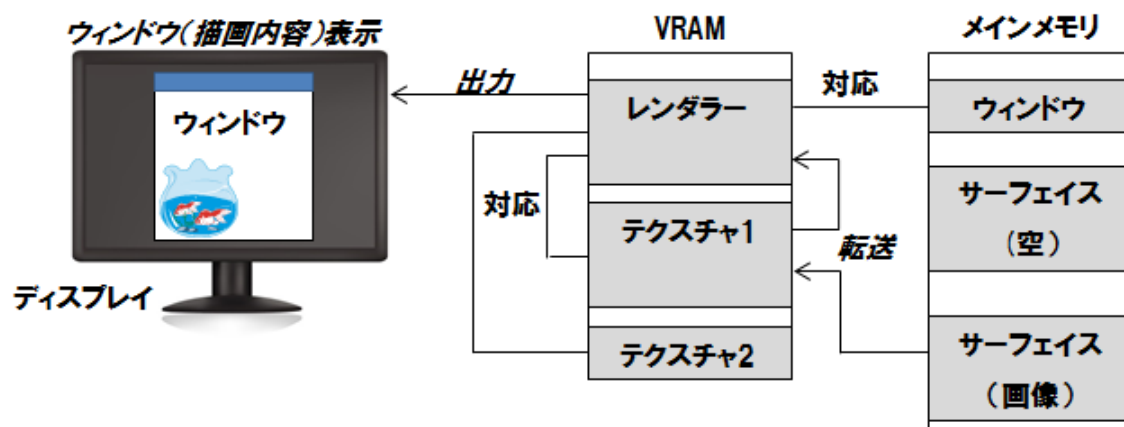 ウィンドウ(描画内容)表示
VRAM
メインメモリ
出力
対応
レンダラー
ウィンドウ
ウィンドウ
サーフェイス
(空)
対応
テクスチャ1
転送
ディスプレイ
テクスチャ2
サーフェイス
(画像)